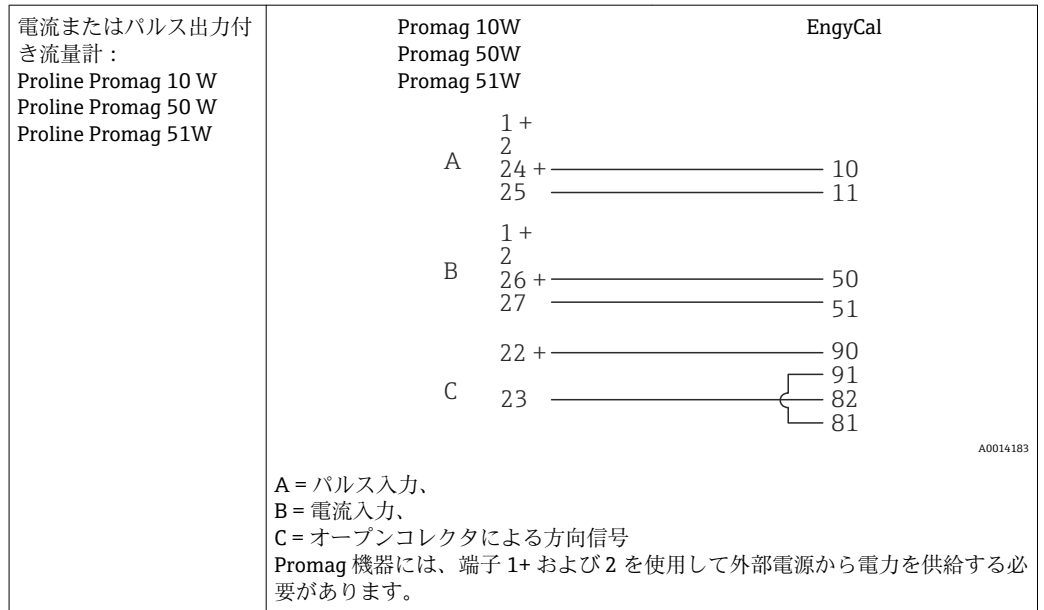 電流またはパルス出力付
き流量計：
Proline Promag 10 W
Proline Promag 50 W
Proline Promag 51W
Promag 10W EngyCal
Promag 50W
Promag 51W
1 +
2
A 24 + 10
25 11
1 +
2
B 26 + 50
27 51
22 + 90
91
C 23 82
81
A0014183
A = パルス入力、
B = 電流入力、
C = オープンコレクタによる方向信号
Promag 機器には、端子 1+ および 2 を使用して外部電源から電力を供給する必
要があります。